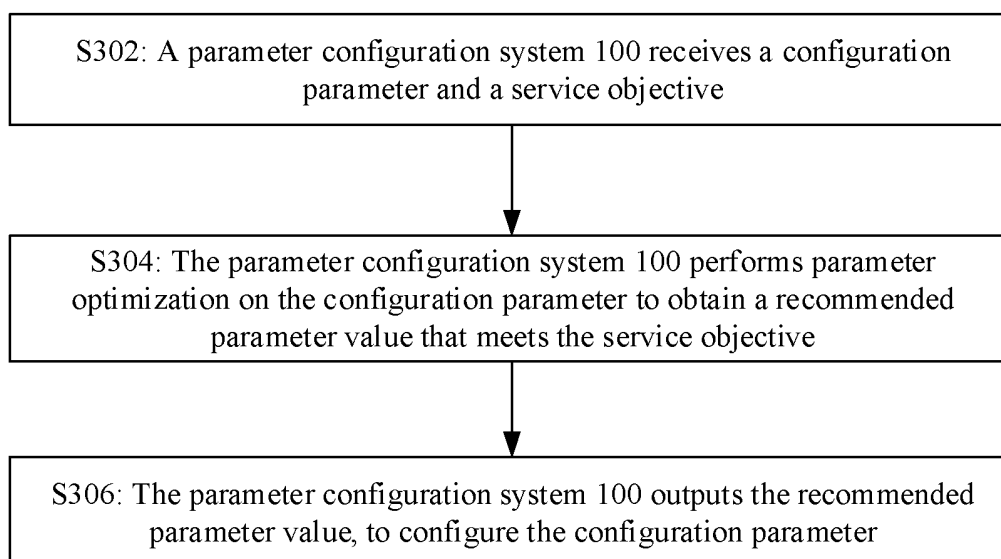 S302: A parameter configuration system 100 receives a configuration
parameter and a service objective
S304: The parameter configuration system 100 performs parameter
optimization on the configuration parameter to obtain a recommended
parameter value that meets the service objective
S306: The parameter configuration system 100 outputs the recommended
parameter value, to configure the configuration parameter